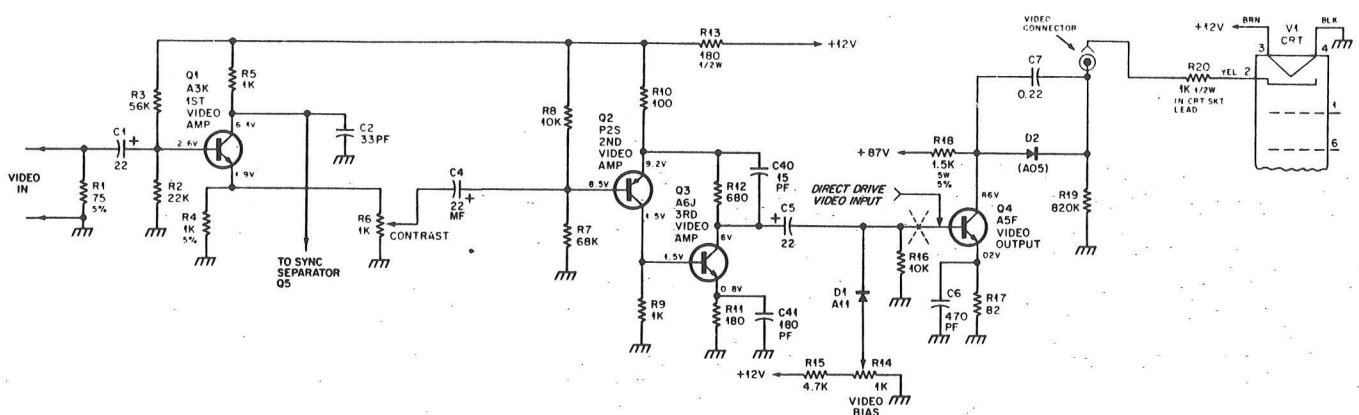 VIDEO IN
R1
75
5%
C1 +
22
R3
56K
R2
22K
Q1
A3K
1ST
VIDEO
AMP
2.6V
6.4V
1.9V
R5
1K
C2
33PF
R4
1K
5%
R6
1K
CONTRAST
TO SYNC
SEPARATOR
Q5
C4
22
MF
+
R8
10K
R7
68K
R13
180
1/2W
+12V
R10
100
Q2
P2S
2ND
VIDEO
AMP
8.5V
9.2V
1.5V
R9
1K
Q3
A6J
3RD
VIDEO
AMP
1.5V
6V
0.8V
R12
680
C40
15
PF
R11
180
C41
180
PF
+ C5
22
DIRECT DRIVE
VIDEO INPUT
D1
A11
+12V
R15
4.7K
R14
1K
VIDEO
BIAS
R16
10K
+87V
R18
1.5K
5W
5%
86V
Q4
A5F
VIDEO
OUTPUT
.02V
C6
470
PF
R17
82
C7
0.22
D2
(A05)
R19
820K
VIDEO
CONNECTOR
R20
1K 1/2W
IN CRT SKT
LEAD
YEL
+12V
BRN
BLK
V1
CRT
3
4
2
1
6